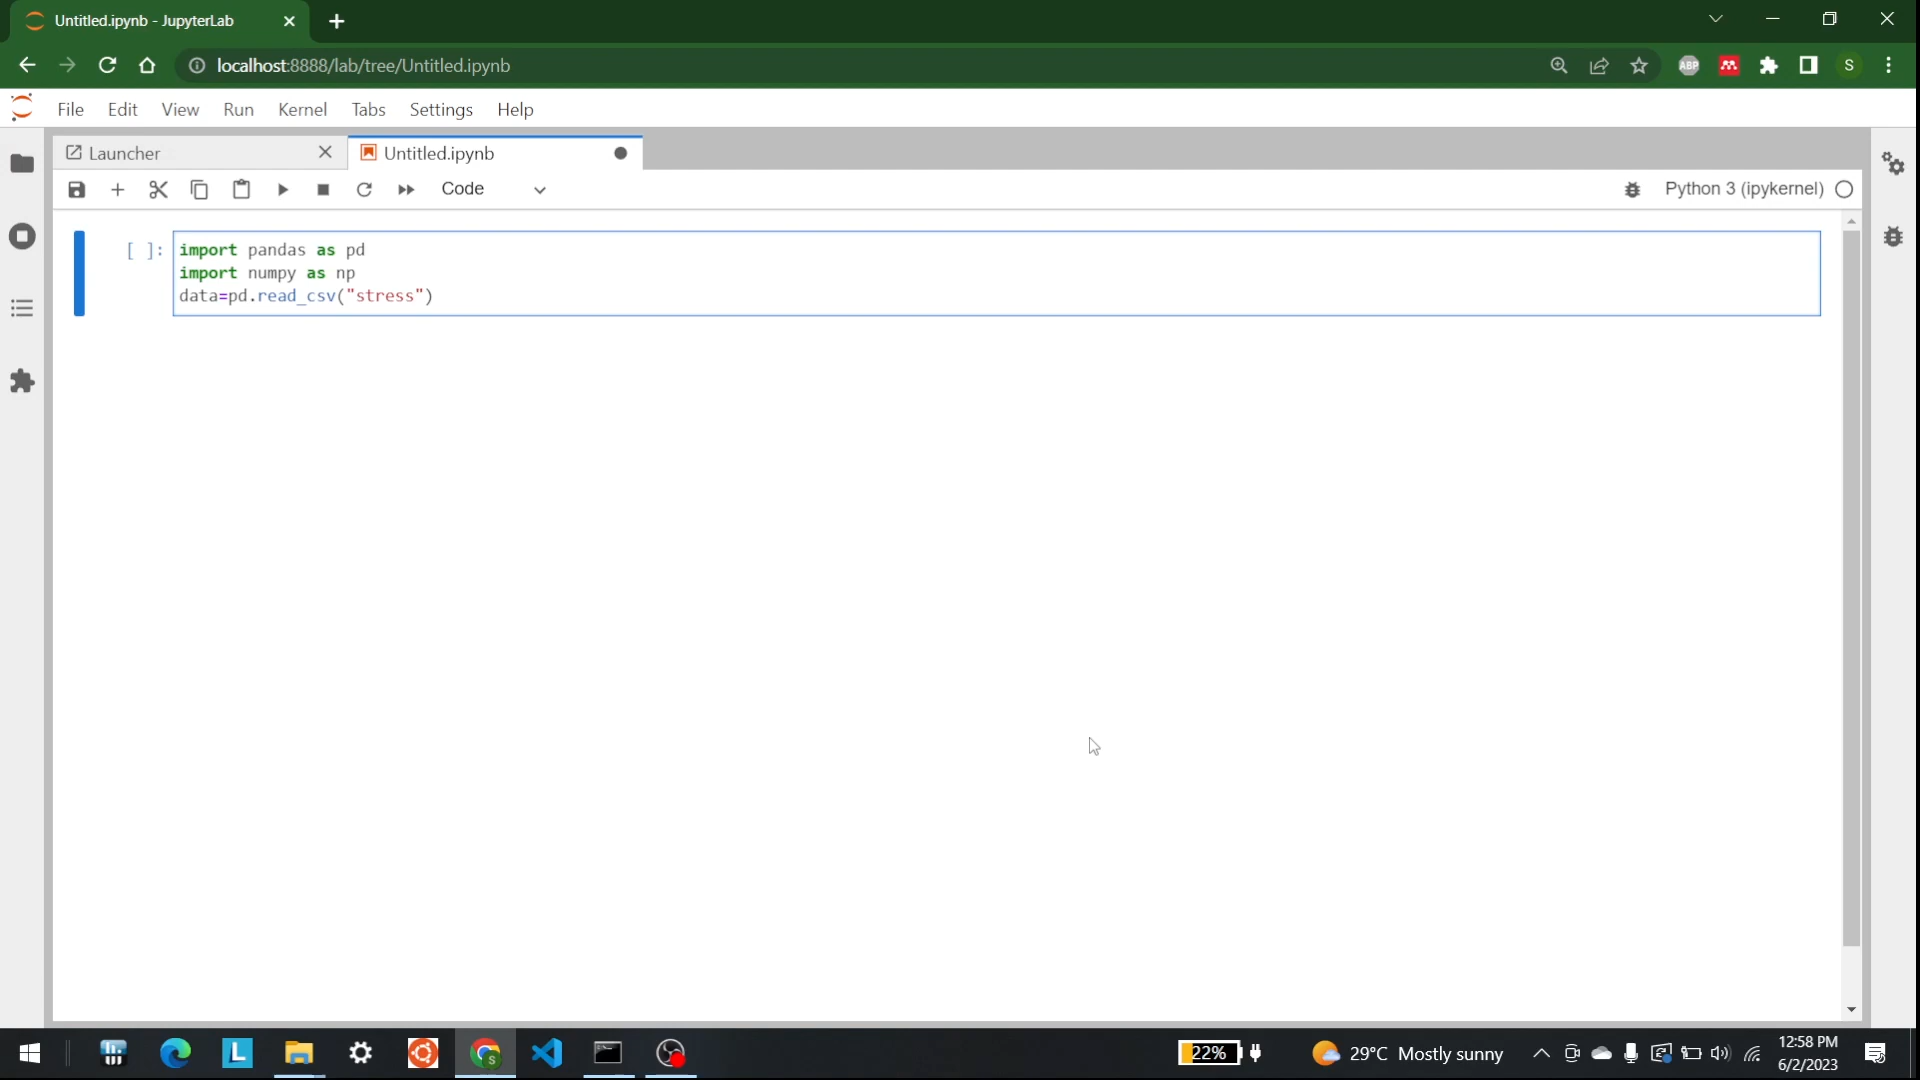 Untitled.ipynb - JupyterLab
localhost:8888/lab/tree/Untitled.ipynb
ABP
S
File Edit View Run Kernel Tabs Settings Help
Launcher
Untitled.ipynb
Code
Python 3 (ipykernel)
[ ]:
import pandas as pd
import numpy as np
data=pd.read_csv("stress")
L
S
22%
29°C Mostly sunny
12:58 PM
6/2/2023